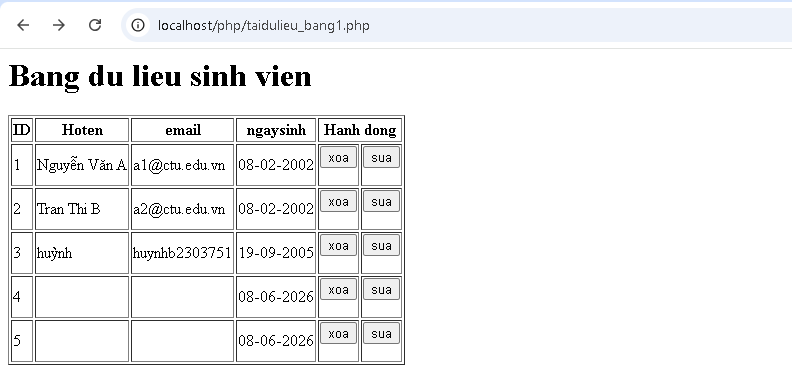 localhost/php/taidulieu_bang1.php
Bang du lieu sinh vien
ID Hoten email ngaysinh Hanh dong
1 Nguyễn Văn A a1@ctu.edu.vn 08-02-2002 xoa sua
2 Tran Thi B a2@ctu.edu.vn 08-02-2002 xoa sua
3 huỳnh huynhb2303751 19-09-2005 xoa sua
4 08-06-2026 xoa sua
5 08-06-2026 xoa sua